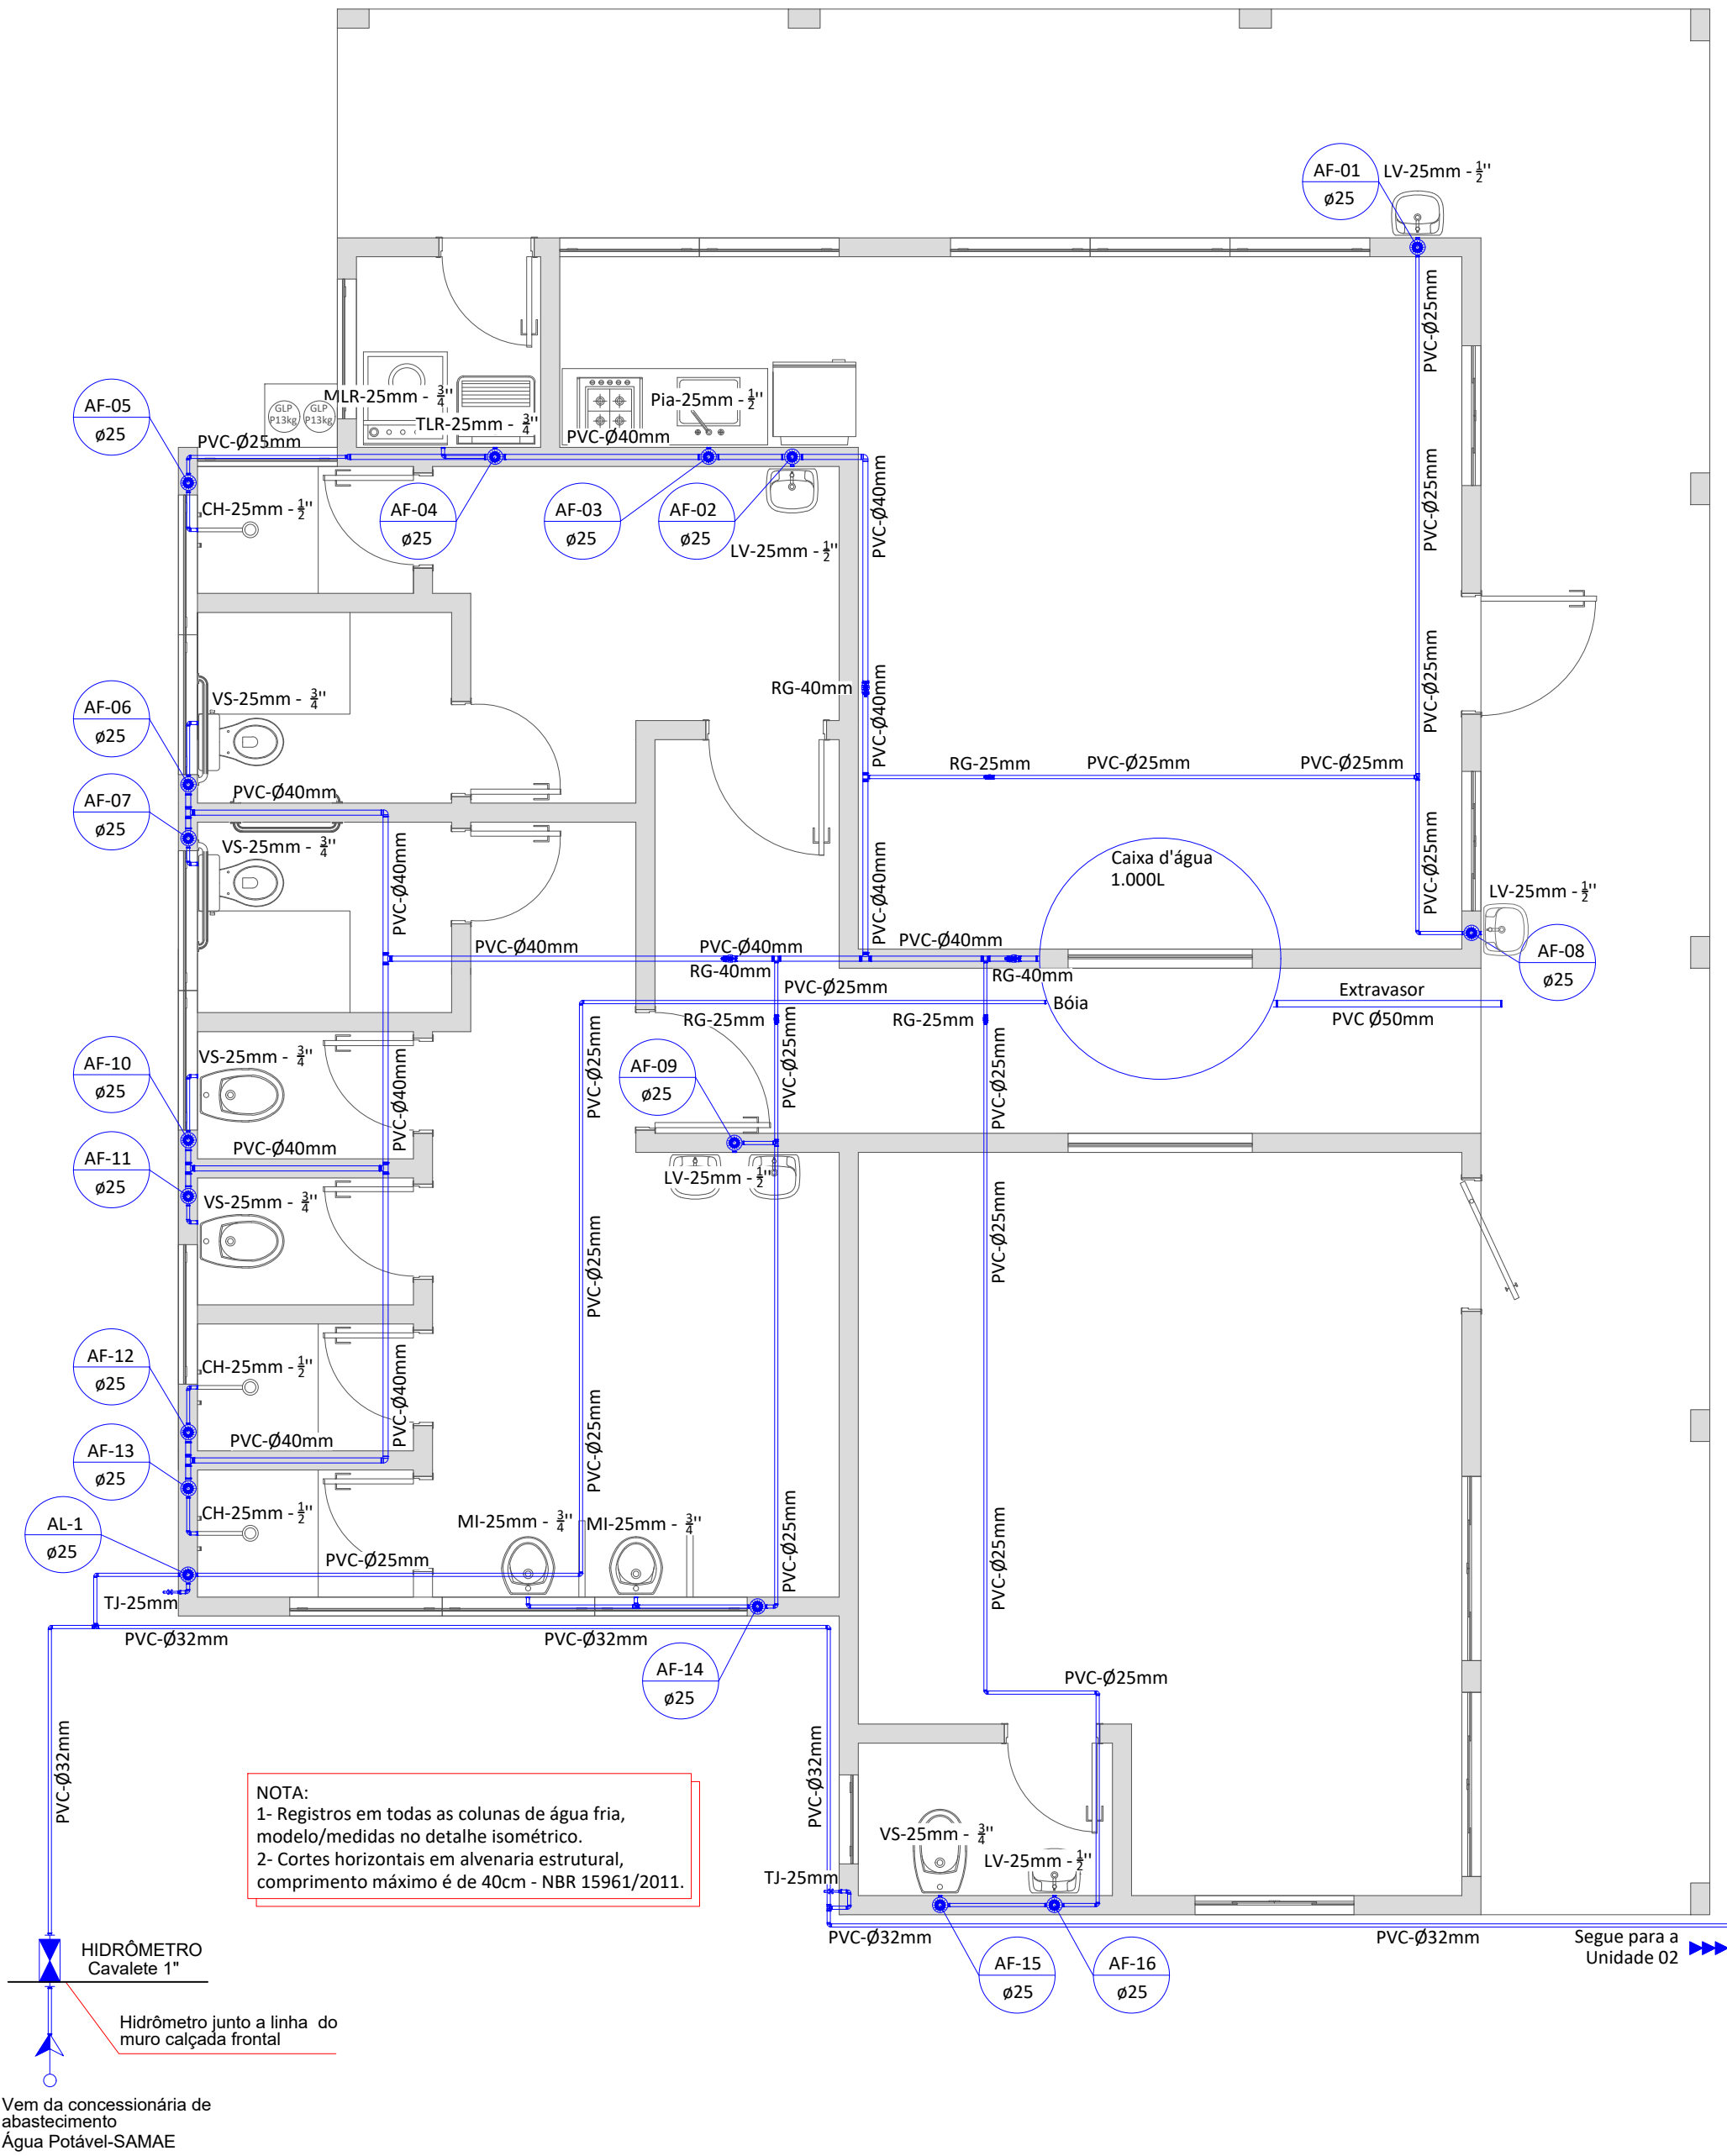 AF-01
ø25
LV-25mm - ½''
PVC-Ø25mm
AF-05
ø25
GLP
P13kg
GLP
P13kg
MLR-25mm - ¾''
TLR-25mm - ¾''
Pia-25mm - ½''
PVC-Ø25mm
PVC-Ø40mm
CH-25mm - ½''
AF-04
ø25
AF-03
ø25
AF-02
ø25
LV-25mm - ½''
PVC-Ø40mm
PVC-Ø25mm
AF-06
ø25
VS-25mm - ¾''
RG-40mm
PVC-Ø40mm
PVC-Ø25mm
RG-25mm
PVC-Ø25mm
PVC-Ø25mm
PVC-Ø40mm
AF-07
ø25
VS-25mm - ¾''
PVC-Ø40mm
PVC-Ø40mm
Caixa d'água
1.000L
PVC-Ø25mm
LV-25mm - ½''
AF-08
ø25
PVC-Ø40mm
PVC-Ø40mm
PVC-Ø40mm
RG-40mm
RG-40mm
PVC-Ø25mm
Bóia
Extravasor
PVC Ø50mm
RG-25mm
RG-25mm
AF-10
ø25
VS-25mm - ¾''
PVC-Ø40mm
PVC-Ø25mm
AF-09
ø25
PVC-Ø25mm
PVC-Ø25mm
PVC-Ø40mm
AF-11
ø25
VS-25mm - ¾''
LV-25mm - ½''
PVC-Ø25mm
PVC-Ø25mm
AF-12
ø25
CH-25mm - ½''
PVC-Ø40mm
PVC-Ø40mm
PVC-Ø25mm
AF-13
ø25
CH-25mm - ½''
AL-1
ø25
MI-25mm - ¾''
MI-25mm - ¾''
PVC-Ø25mm
PVC-Ø25mm
PVC-Ø25mm
TJ-25mm
PVC-Ø32mm
PVC-Ø32mm
AF-14
ø25
PVC-Ø25mm
PVC-Ø32mm
PVC-Ø32mm
NOTA:
1- Registros em todas as colunas de água fria,
modelo/medidas no detalhe isométrico.
2- Cortes horizontais em alvenaria estrutural,
comprimento máximo é de 40cm - NBR 15961/2011.
VS-25mm - ¾''
LV-25mm - ½''
TJ-25mm
PVC-Ø32mm
PVC-Ø32mm
Segue para a
Unidade 02
AF-15
ø25
AF-16
ø25
HIDRÔMETRO
Cavalete 1"
Hidrômetro junto a linha do
muro calçada frontal
Vem da concessionária de
abastecimento
Água Potável-SAMAE